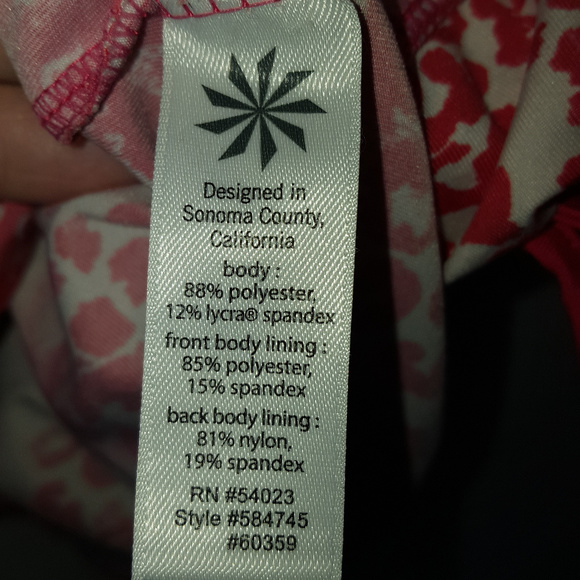 Designed in
Sonoma County,
California
body :
88% polyester,
12% lycra® spandex
front body lining :
85% polyester,
15% spandex
back body lining :
81% nylon,
19% spandex
RN #54023
Style #584745
#60359